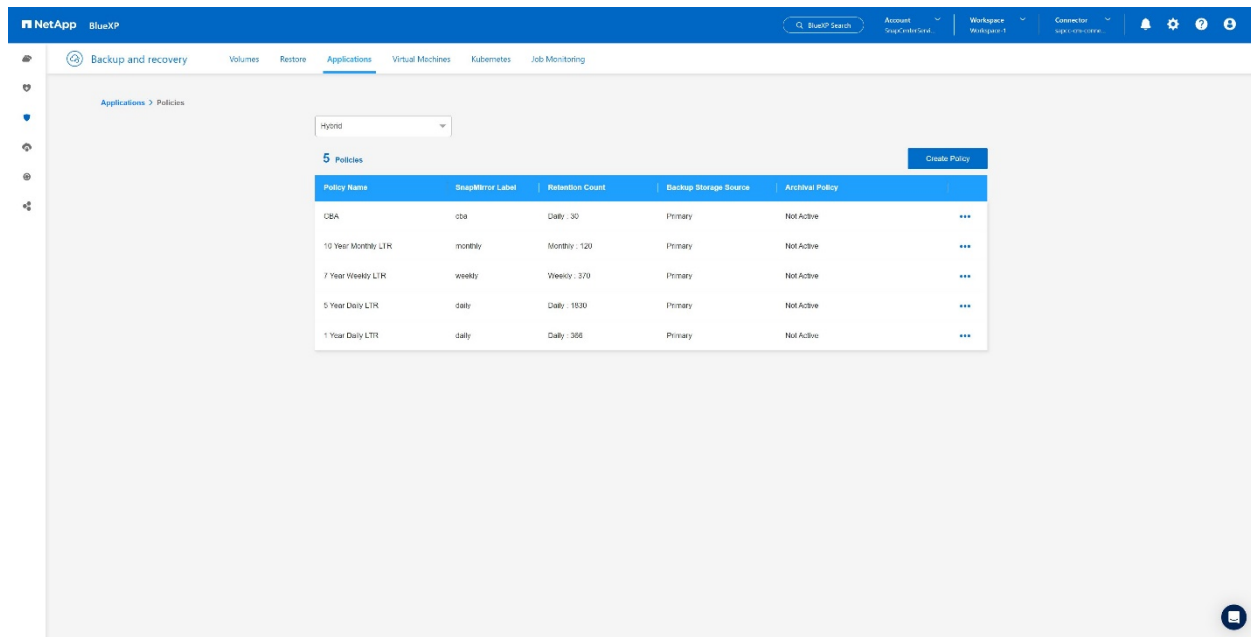 NetApp BlueXP
BlueXP Search
Account
SnapCenterServi...
Workspace
Workspace-1
Connector
Backup and recovery
Volumes Restore Applications Virtual Machines Kubernetes Job Monitoring
Applications > Policies
Hybrid
5 Policies
Create Policy
Policy Name SnapMirror Label Retention Count Backup Storage Source Archival Policy
CBA cba Daily : 30 Primary Not Active
10 Year Monthly LTR monthly Monthly : 120 Primary Not Active
7 Year Weekly LTR weekly Weekly : 370 Primary Not Active
5 Year Daily LTR daily Daily : 1830 Primary Not Active
1 Year Daily LTR daily Daily : 366 Primary Not Active